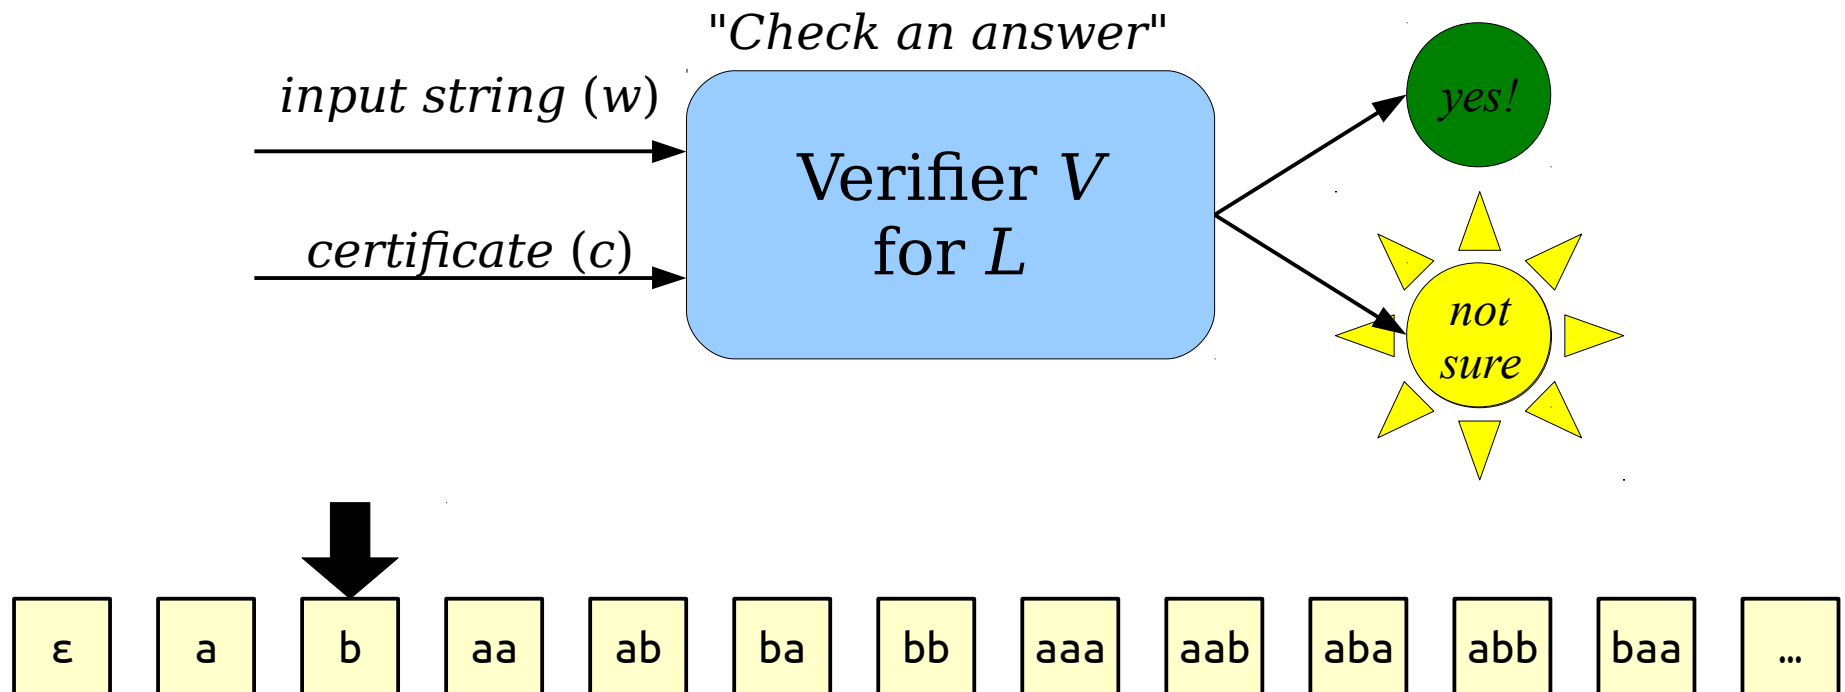 "Check an answer"
input string (w)
certificate (c)
Verifier V
for L
yes!
not
sure
ε a b aa ab ba bb aaa aab aba abb baa ...